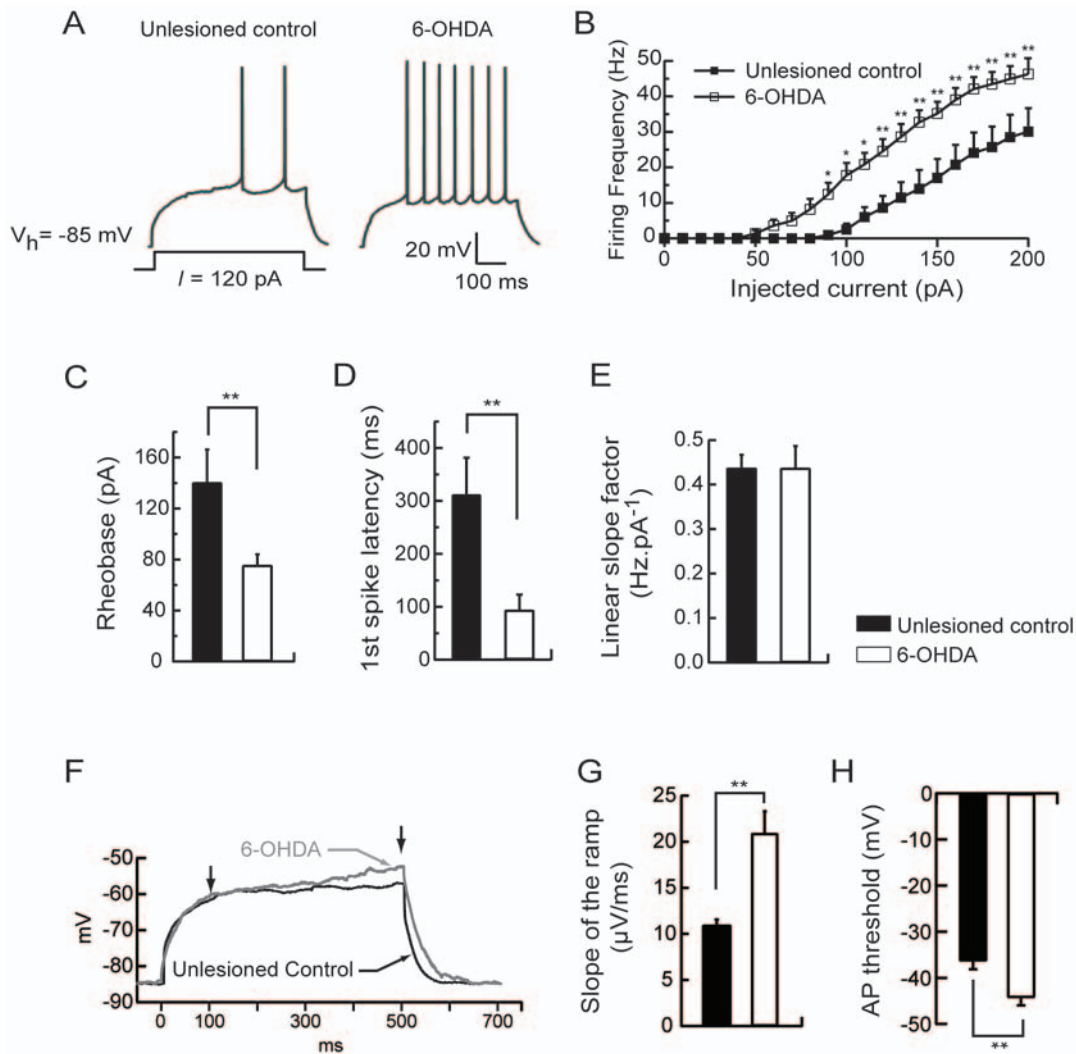 A
Unlesioned control
6-OHDA
Vh= -85 mV
I = 120 pA
20 mV
100 ms
B
Unlesioned control
6-OHDA
Firing Frequency (Hz)
50
40
30
20
10
0
* * * ** ** ** ** ** ** ** ** **
0 50 100 150 200
Injected current (pA)
C
**
Rheobase (pA)
160
120
80
40
0
D
**
1st spike latency (ms)
400
300
200
100
0
E
Linear slope factor
(Hz.pA-1)
0.5
0.4
0.3
0.2
0.1
0.0
Unlesioned control
6-OHDA
F
6-OHDA
Unlesioned Control
mV
-50
-60
-70
-80
-90
0 100 300 500 700
ms
G
**
Slope of the ramp
(µV/ms)
25
20
15
10
5
0
H
AP threshold (mV)
0
-10
-20
-30
-40
-50
**